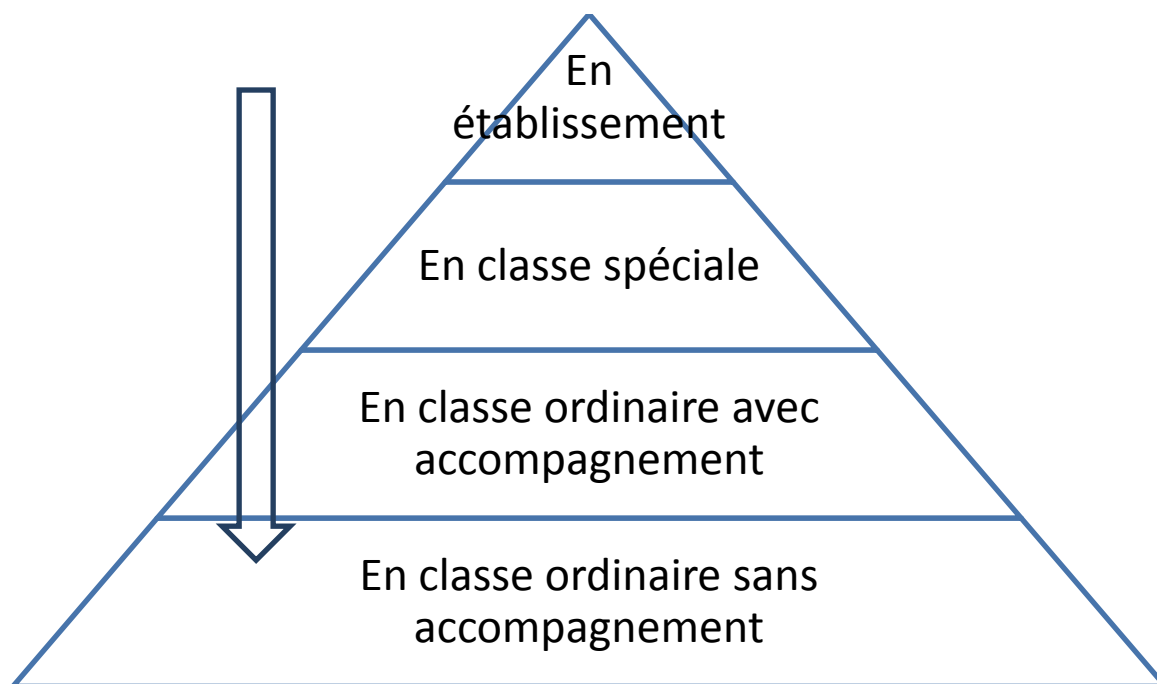 En
établissement
En classe spéciale
En classe ordinaire avec
accompagnement
En classe ordinaire sans
accompagnement